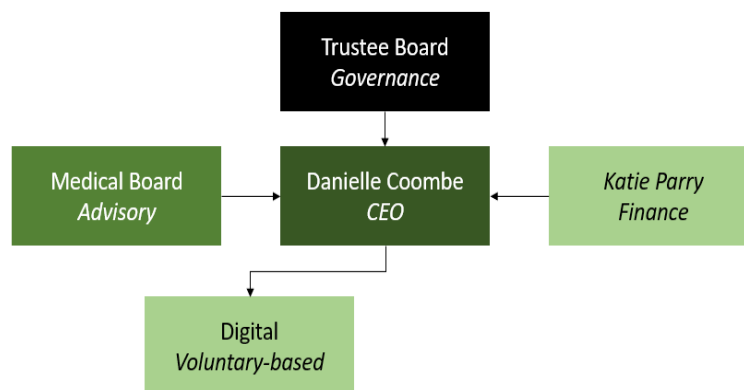 Trustee Board
Governance
Medical Board
Advisory
Danielle Coombe
CEO
Katie Parry
Finance
Digital
Voluntary-based